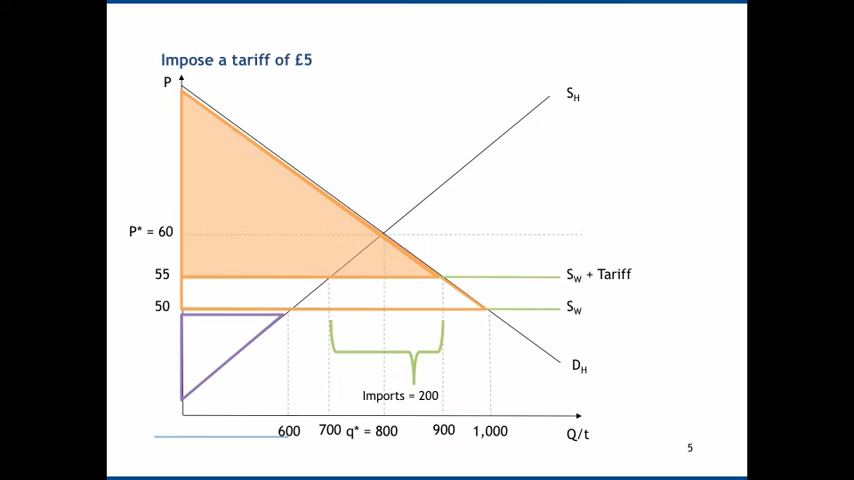 Impose a tariff of £5
P
S_H
P* = 60
55
S_W + Tariff
50
S_W
D_H
Imports = 200
600 700 q* = 800 900 1,000 Q/t
5